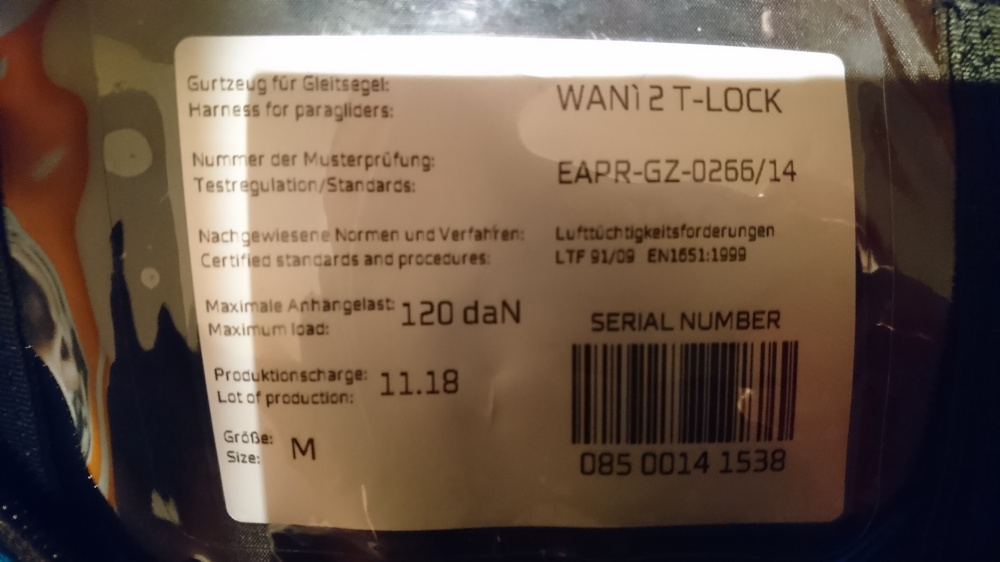 Gurtzeug für Gleitsegel:
Harness for paragliders:
WANI 2 T-LOCK
Nummer der Musterprüfung:
Testregulation/Standards:
EAPR-GZ-0266/14
Nachgewiesene Normen und Verfahren:
Certified standards and procedures:
Lufttüchtigkeitsforderungen
LTF 91/09 EN1651:1999
Maximale Anhängelast:
Maximum load:
120 daN
Produktionscharge:
Lot of production:
11.18
Größe:
Size:
M
SERIAL NUMBER
085 0014 1538